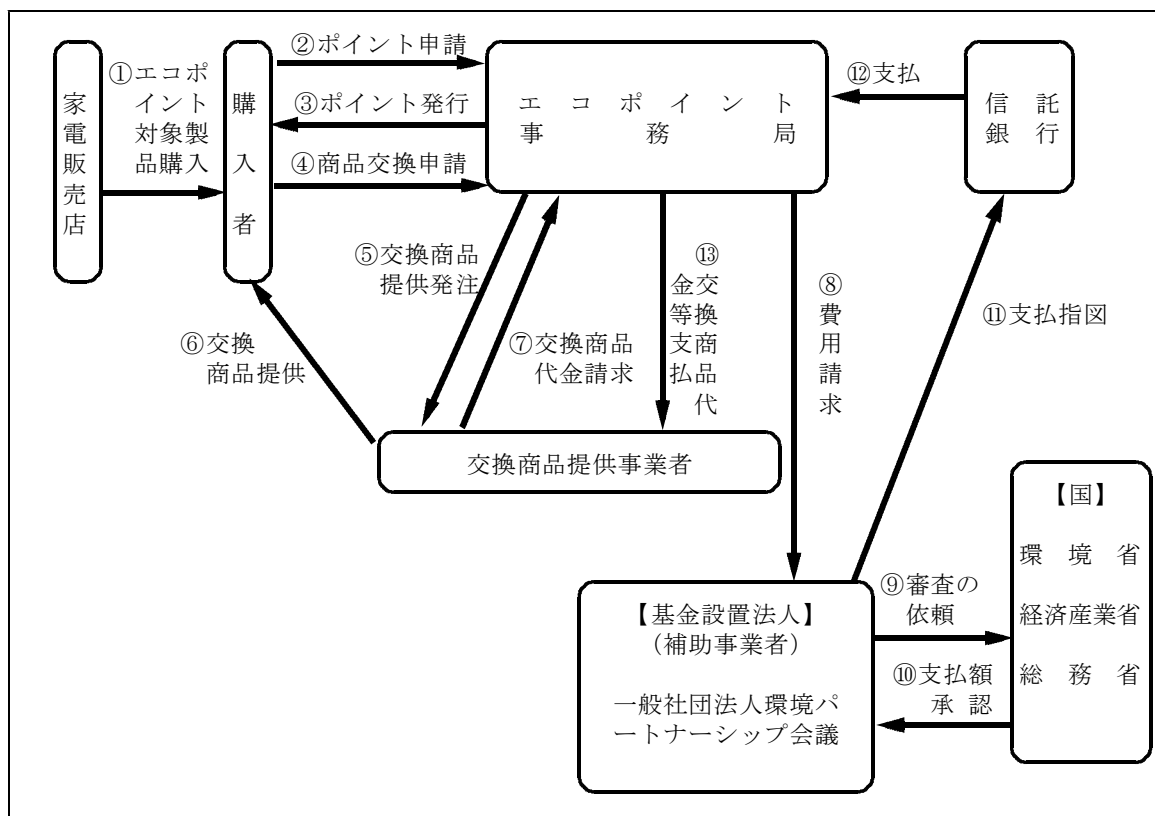 家電販売店
①エコポ
イント
対象製
品購入
購入者
②ポイント申請
③ポイント発行
④商品交換申請
エコポイント
事務局
⑫支払
信託
銀行
⑤交換商品
提供発注
⑥交換
商品提供
⑦交換商品
代金請求
⑬
交換商品代
金等支払
⑧費用請求
⑪支払指図
交換商品提供事業者
【基金設置法人】
（補助事業者）
一般社団法人環境パ
ートナーシップ会議
⑨審査の
依頼
⑩支払額
承認
【国】
環境省
経済産業省
総務省